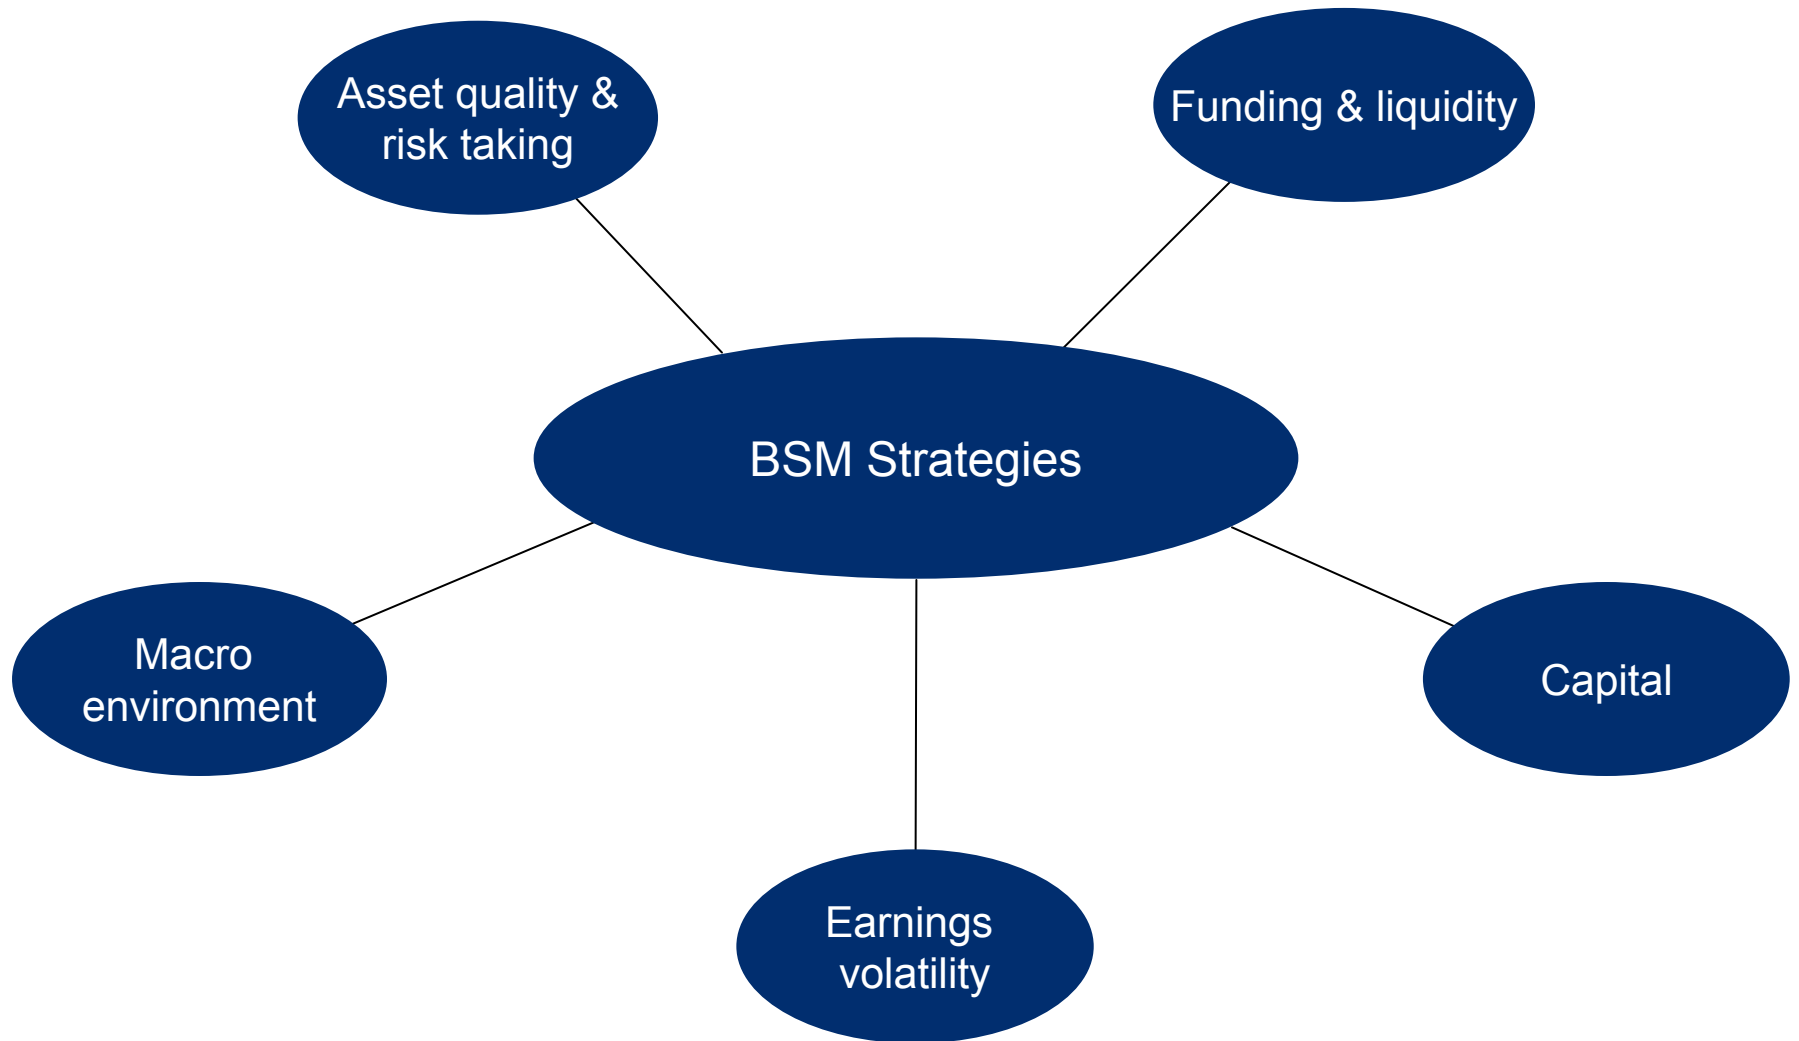 Asset quality &
risk taking
Funding & liquidity
BSM Strategies
Macro
environment
Capital
Earnings
volatility